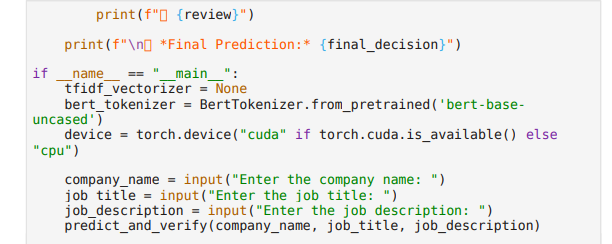 print(f"▯ {review}")
    print(f"\n▯ *Final Prediction:* {final_decision}")
if __name__ == "__main__":
    tfidf_vectorizer = None
    bert_tokenizer = BertTokenizer.from_pretrained('bert-base-
uncased')
    device = torch.device("cuda" if torch.cuda.is_available() else
"cpu")
    company_name = input("Enter the company name: ")
    job title = input("Enter the job title: ")
    job_description = input("Enter the job description: ")
    predict_and_verify(company_name, job_title, job_description)